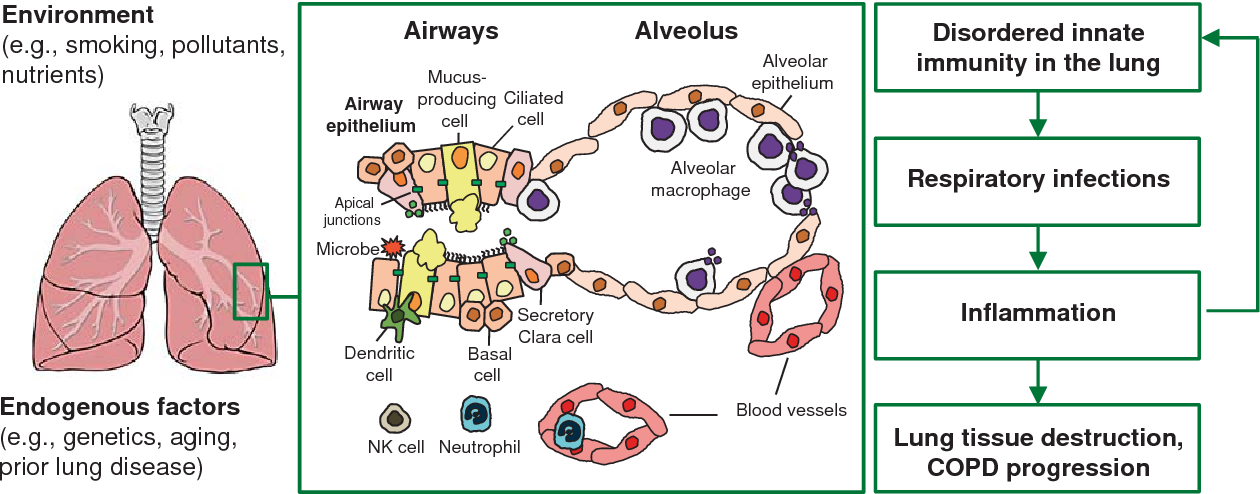 Environment
(e.g., smoking, pollutants,
nutrients)
Endogenous factors
(e.g., genetics, aging,
prior lung disease)
Airways
Alveolus
Mucus-
producing
cell
Ciliated
cell
Airway
epithelium
Alveolar
epithelium
Alveolar
macrophage
Apical
junctions
Microbe
Secretory
Clara cell
Dendritic
cell
Basal
cell
NK cell
Neutrophil
Blood vessels
Disordered innate
immunity in the lung
Respiratory infections
Inflammation
Lung tissue destruction,
COPD progression